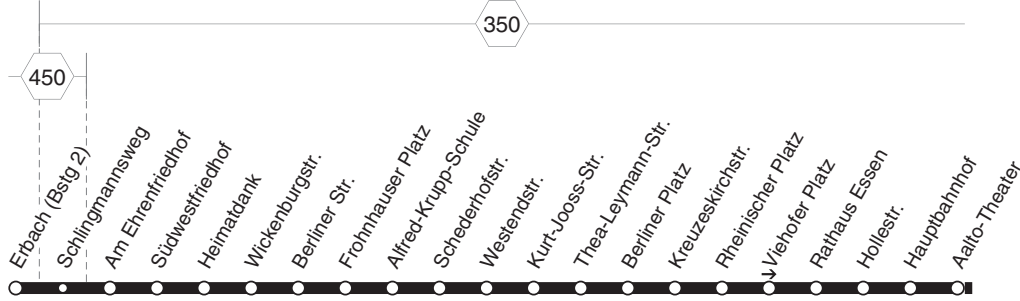 350
450
Erbach (Bstg 2)
Schlingmannsweg
Am Ehrenfriedhof
Südwestfriedhof
Heimatdank
Wickenburgstr.
Berliner Str.
Frohnhauser Platz
Alfred-Krupp-Schule
Schederhofstr.
Westendstr.
Kurt-Jooss-Str.
Thea-Leymann-Str.
Berliner Platz
Kreuzeskirchstr.
Rheinischer Platz
Viehofer Platz
Rathaus Essen
Hollestr.
Hauptbahnhof
Aalto-Theater